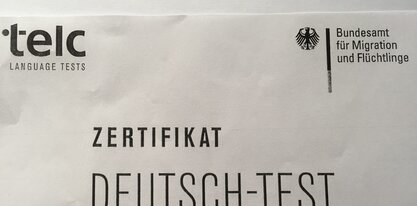 telc
LANGUAGE TESTS
Bundesamt
für Migration
und Flüchtlinge
ZERTIFIKAT
DEUTSCH-TEST